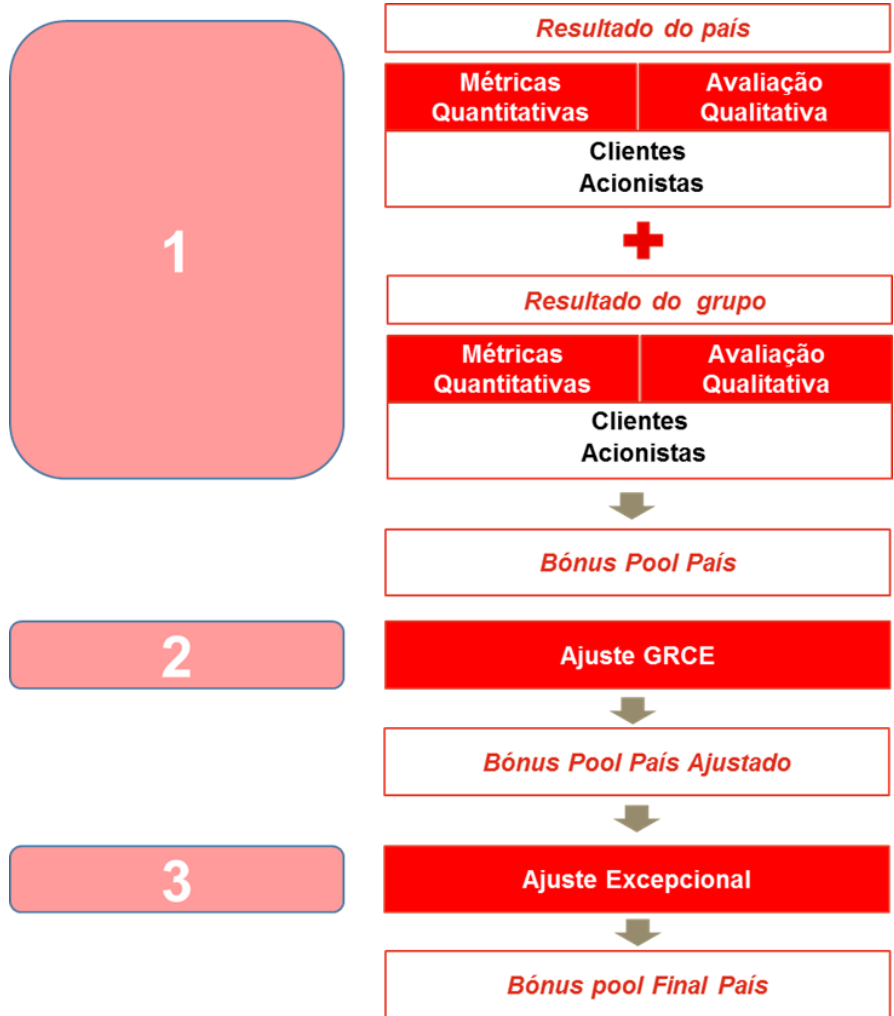 1
Resultado do país
Métricas
Quantitativas
Avaliação
Qualitativa
Clientes
Acionistas
Resultado do grupo
Métricas
Quantitativas
Avaliação
Qualitativa
Clientes
Acionistas
Bónus Pool País
2
Ajuste GRCE
Bónus Pool País Ajustado
3
Ajuste Excepcional
Bónus pool Final País